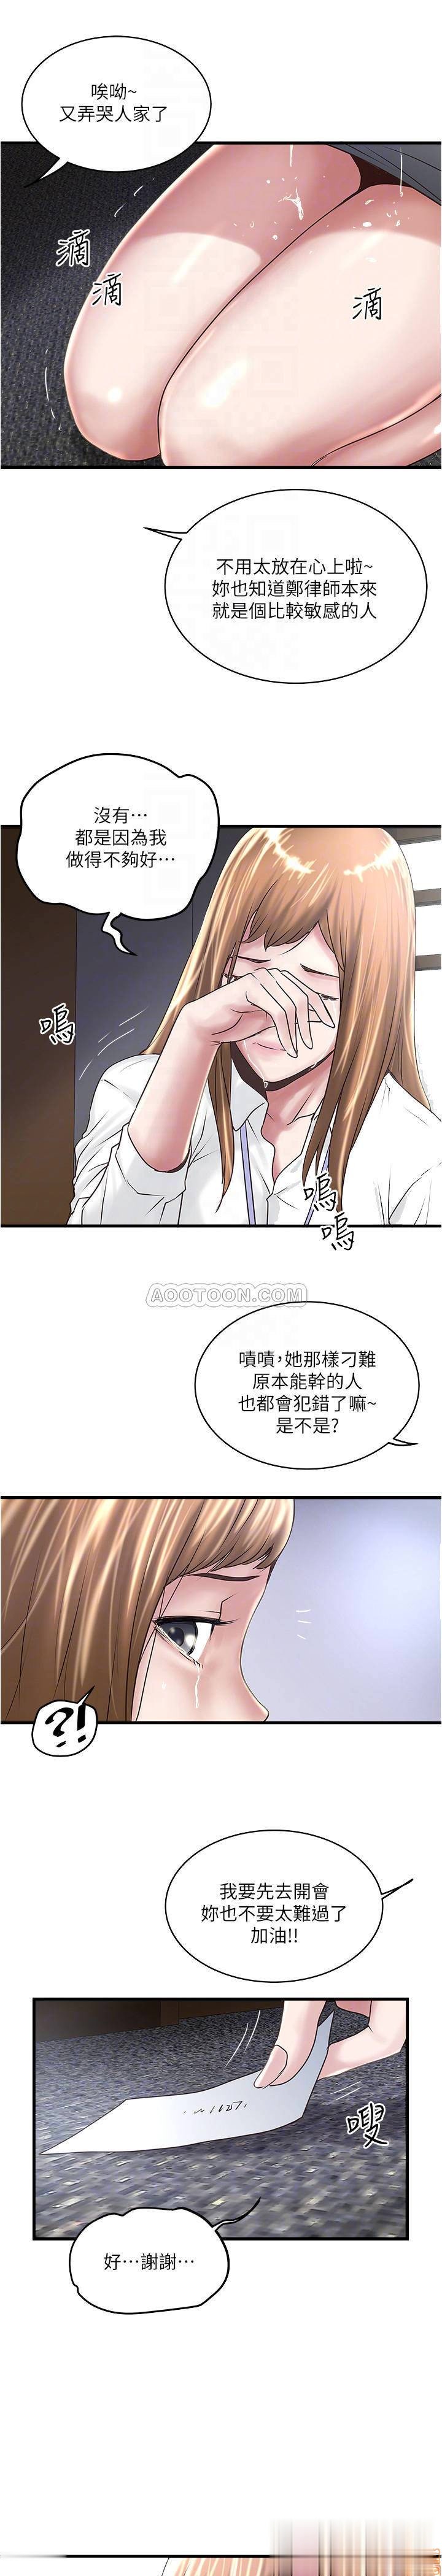 唉呦~
又弄哭人家了
滴
滴
滴
不用太放在心上啦~
妳也知道鄭律師本來
就是個比較敏感的人
沒有…
都是因為我
做得不夠好…
嗚
嗚
嗚
AOOTOON.COM
嘖嘖,她那樣刁難
原本能幹的人
也都會犯錯了嘛~
是不是?
?!
我要先去開會
妳也不要太難過了
加油!!
嗖
好…謝謝…